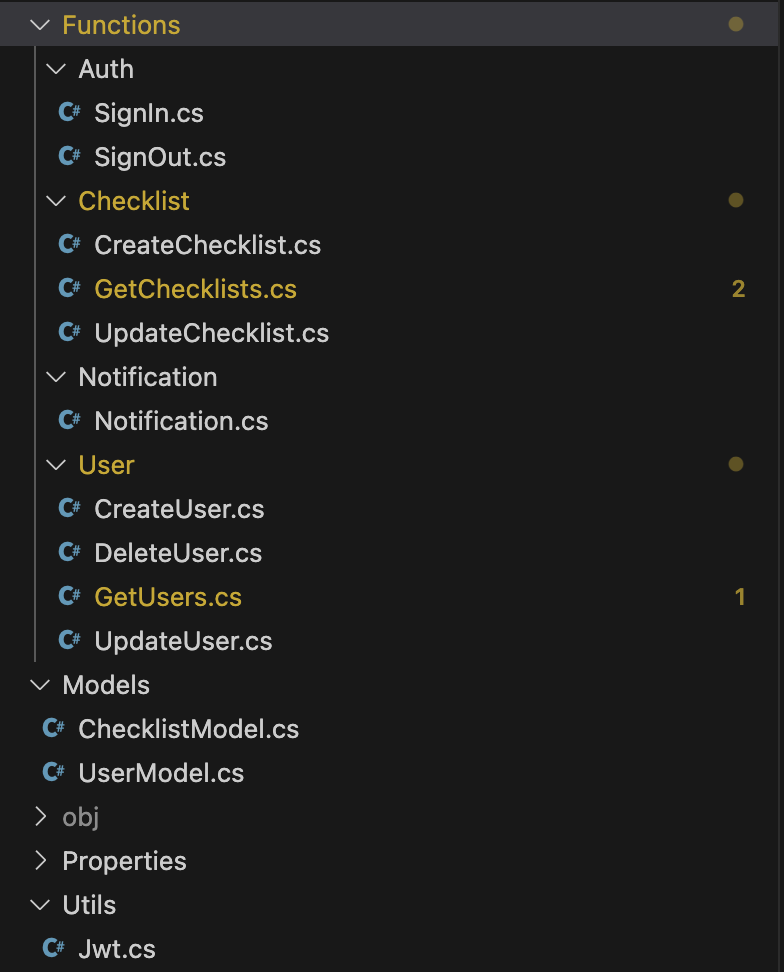 Functions
Auth
C# SignIn.cs
C# SignOut.cs
Checklist
C# CreateChecklist.cs
C# GetChecklists.cs 2
C# UpdateChecklist.cs
Notification
C# Notification.cs
User
C# CreateUser.cs
C# DeleteUser.cs
C# GetUsers.cs 1
C# UpdateUser.cs
Models
C# ChecklistModel.cs
C# UserModel.cs
obj
Properties
Utils
C# Jwt.cs